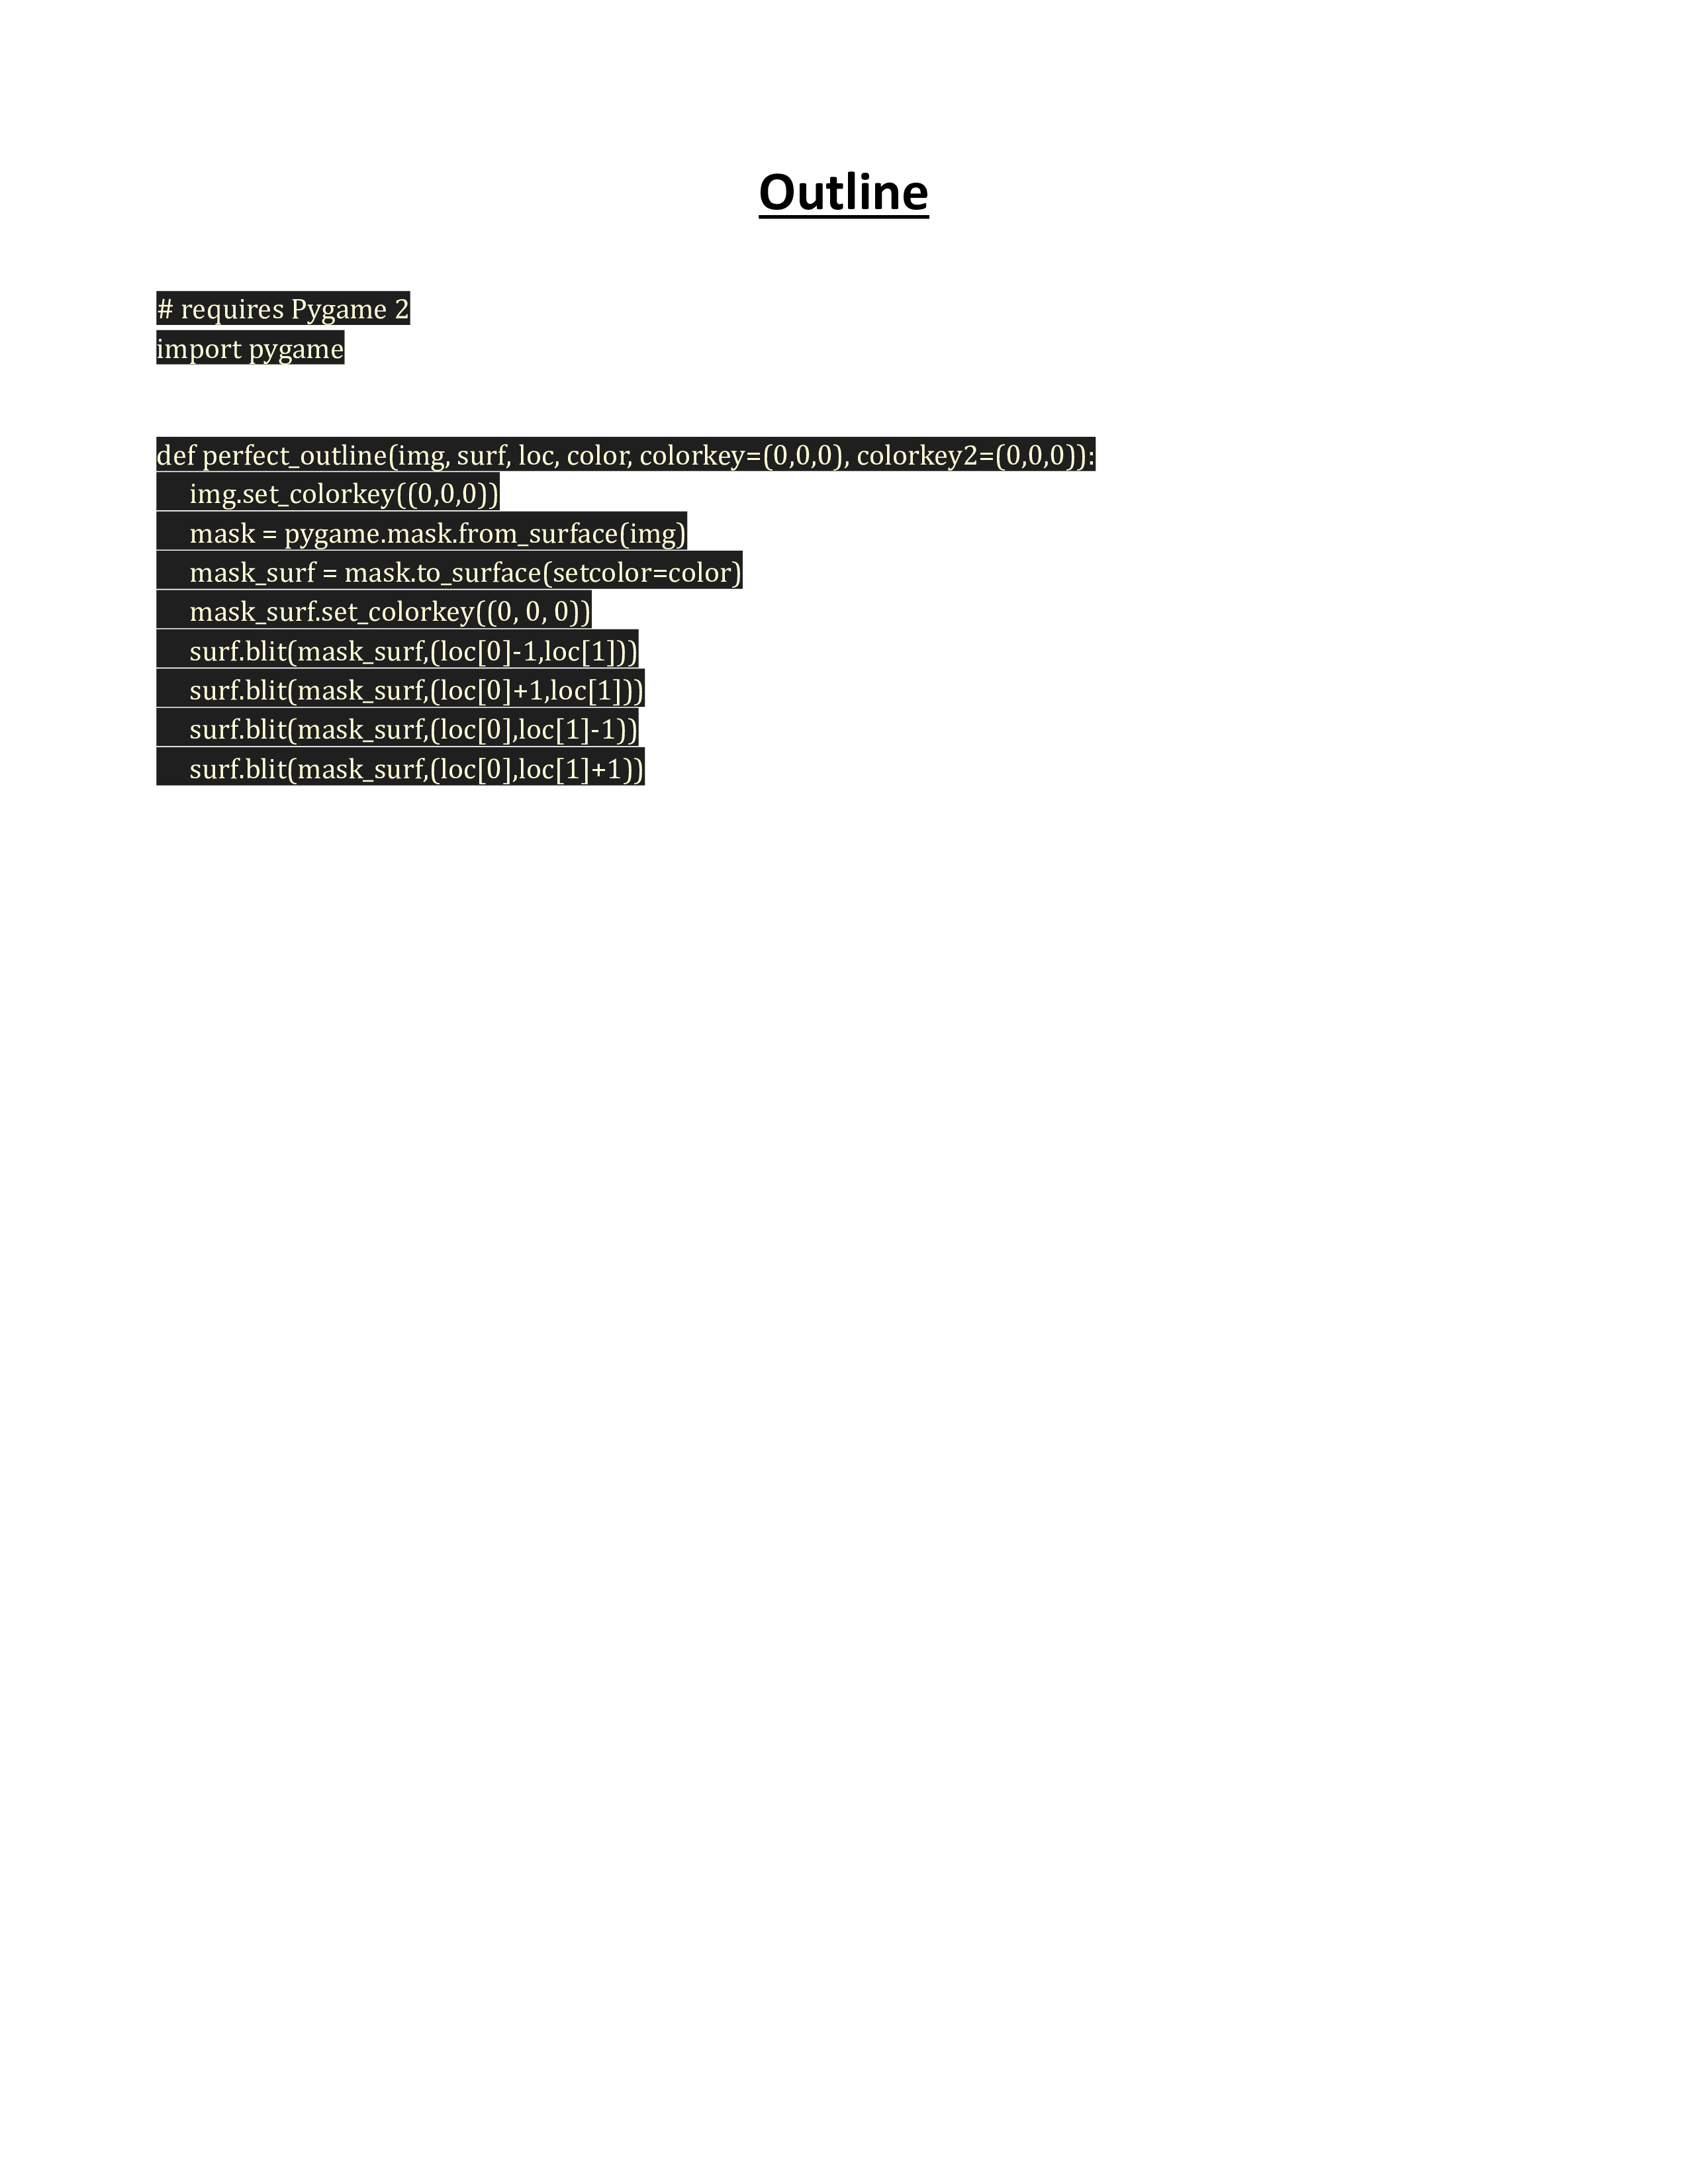 Outline
# requires Pygame 2
import pygame
def perfect_outline(img, surf, loc, color, colorkey=(0,0,0), colorkey2=(0,0,0)):
    img.set_colorkey((0,0,0))
    mask = pygame.mask.from_surface(img)
    mask_surf = mask.to_surface(setcolor=color)
    mask_surf.set_colorkey((0, 0, 0))
    surf.blit(mask_surf,(loc[0]-1,loc[1]))
    surf.blit(mask_surf,(loc[0]+1,loc[1]))
    surf.blit(mask_surf,(loc[0],loc[1]-1))
    surf.blit(mask_surf,(loc[0],loc[1]+1))